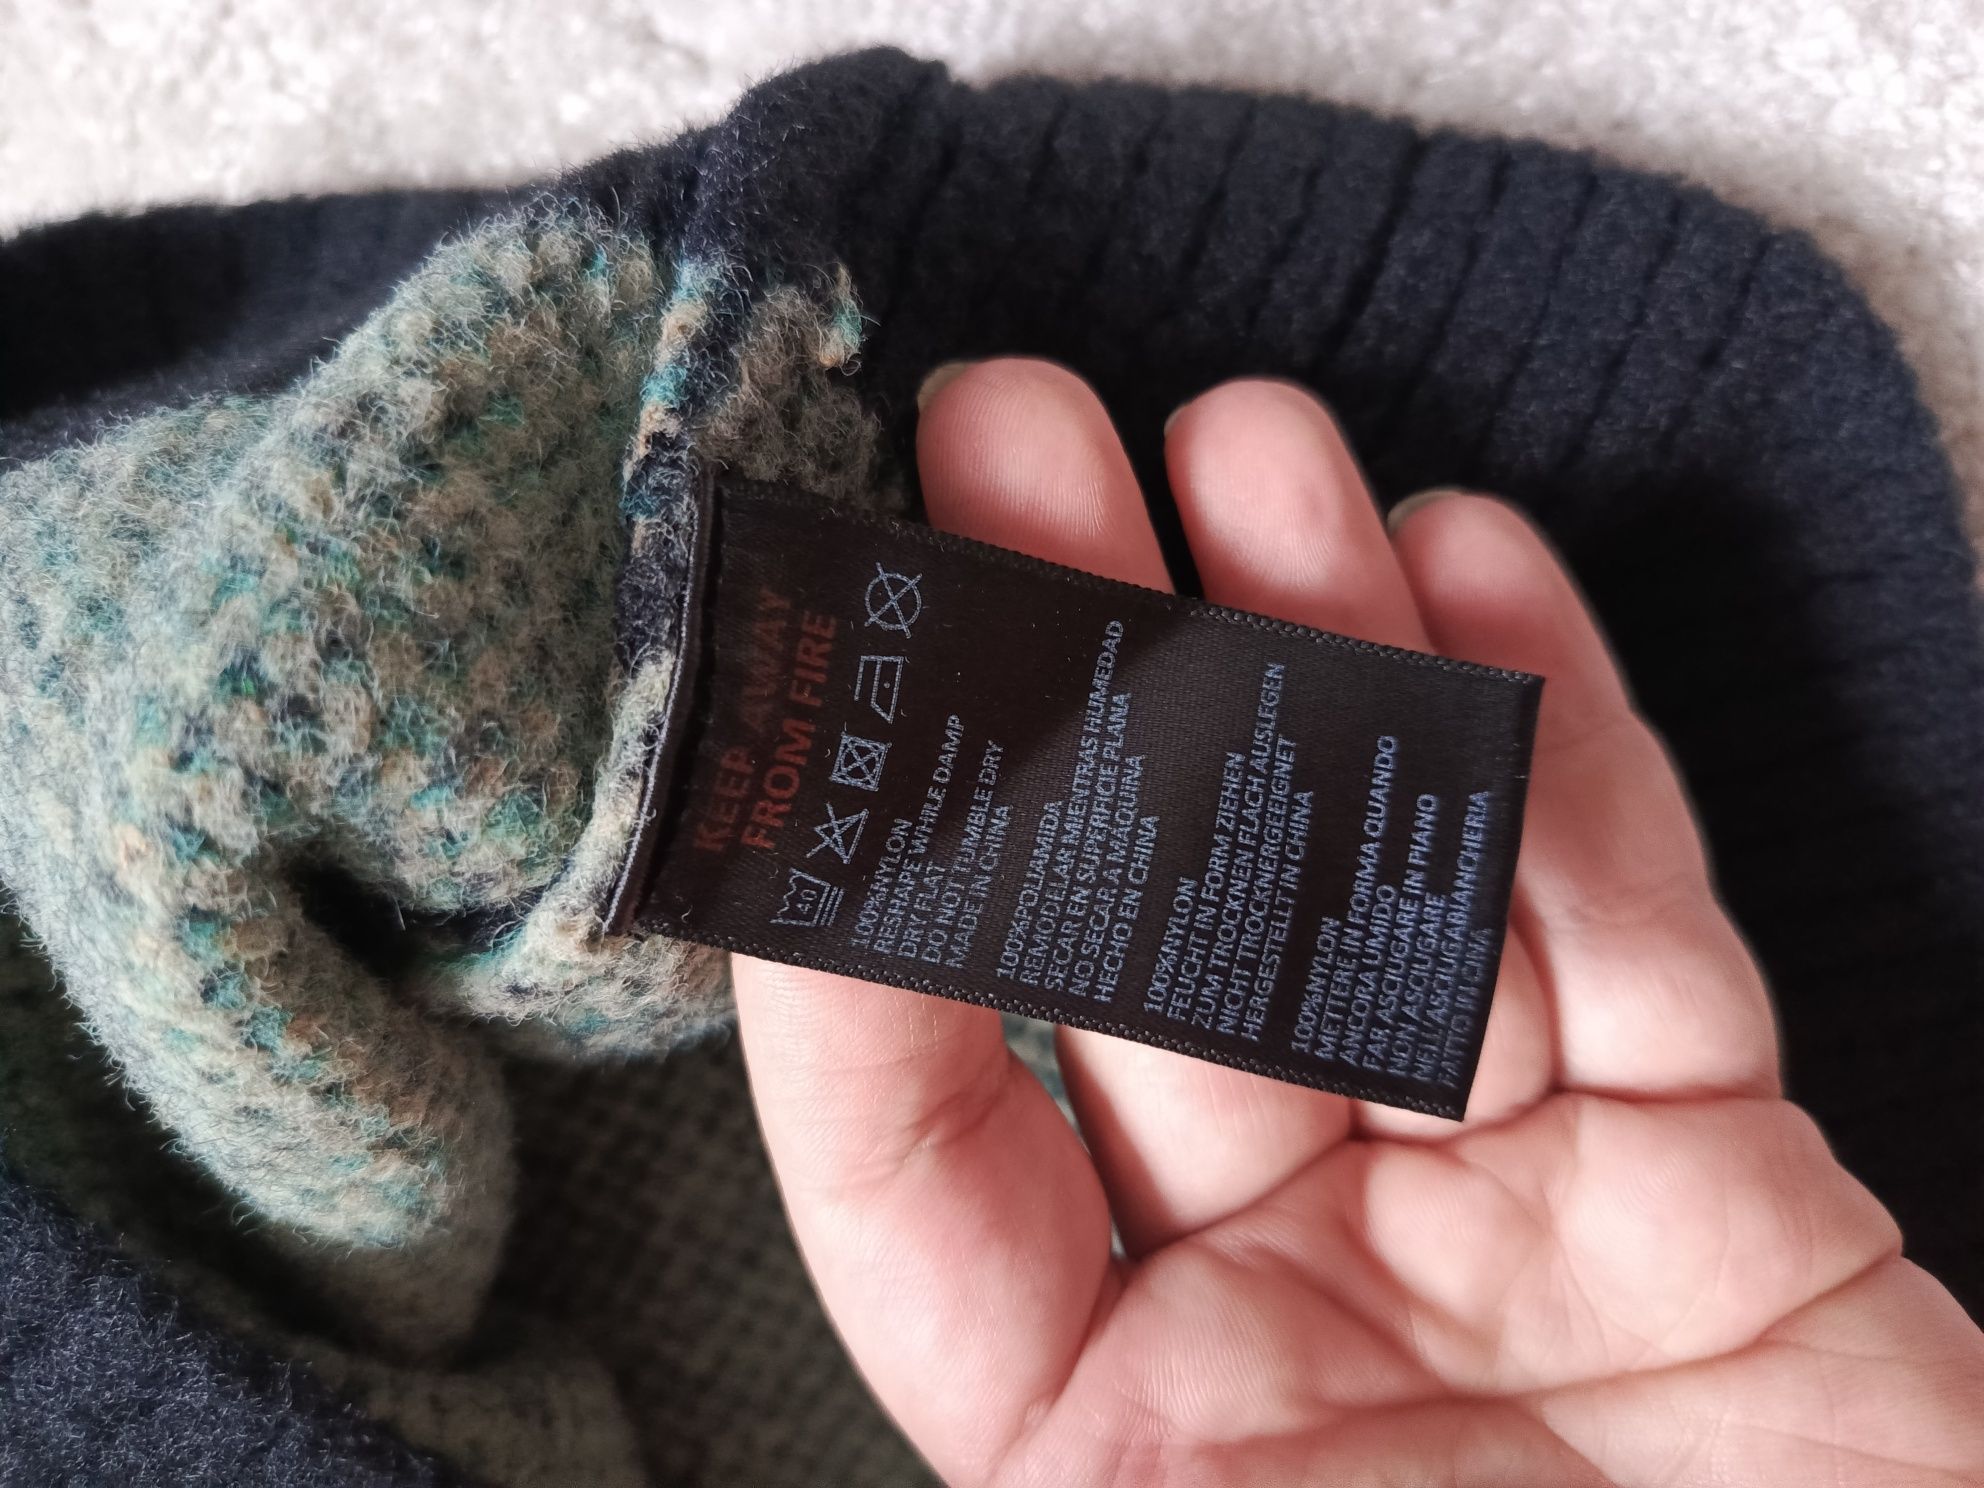 KEEP AWAY
FROM FIRE
40
100%NYLON
RESHAPE WHILE DAMP
DRY FLAT
DO NOT TUMBLE DRY
MADE IN CHINA
100%POLIAMIDA
REMODELAR MIENTRAS HUMEDAD
SECAR EN SUPERFICIE PLANA
NO SECAR A MÁQUINA
HECHO EN CHINA
100%NYLON
FEUCHT IN FORM ZIEHEN
ZUM TROCKNEN FLACH AUSLEGEN
NICHT TROCKNERGEEIGNET
HERGESTELLT IN CHINA
100%NYLON
METTERE IN FORMA QUANDO
ANCORA UMIDO
FAR ASCIUGARE IN PIANO
NON ASCIUGARE
NELL'ASCIUGABIANCHERIA
FATTO IN CINA